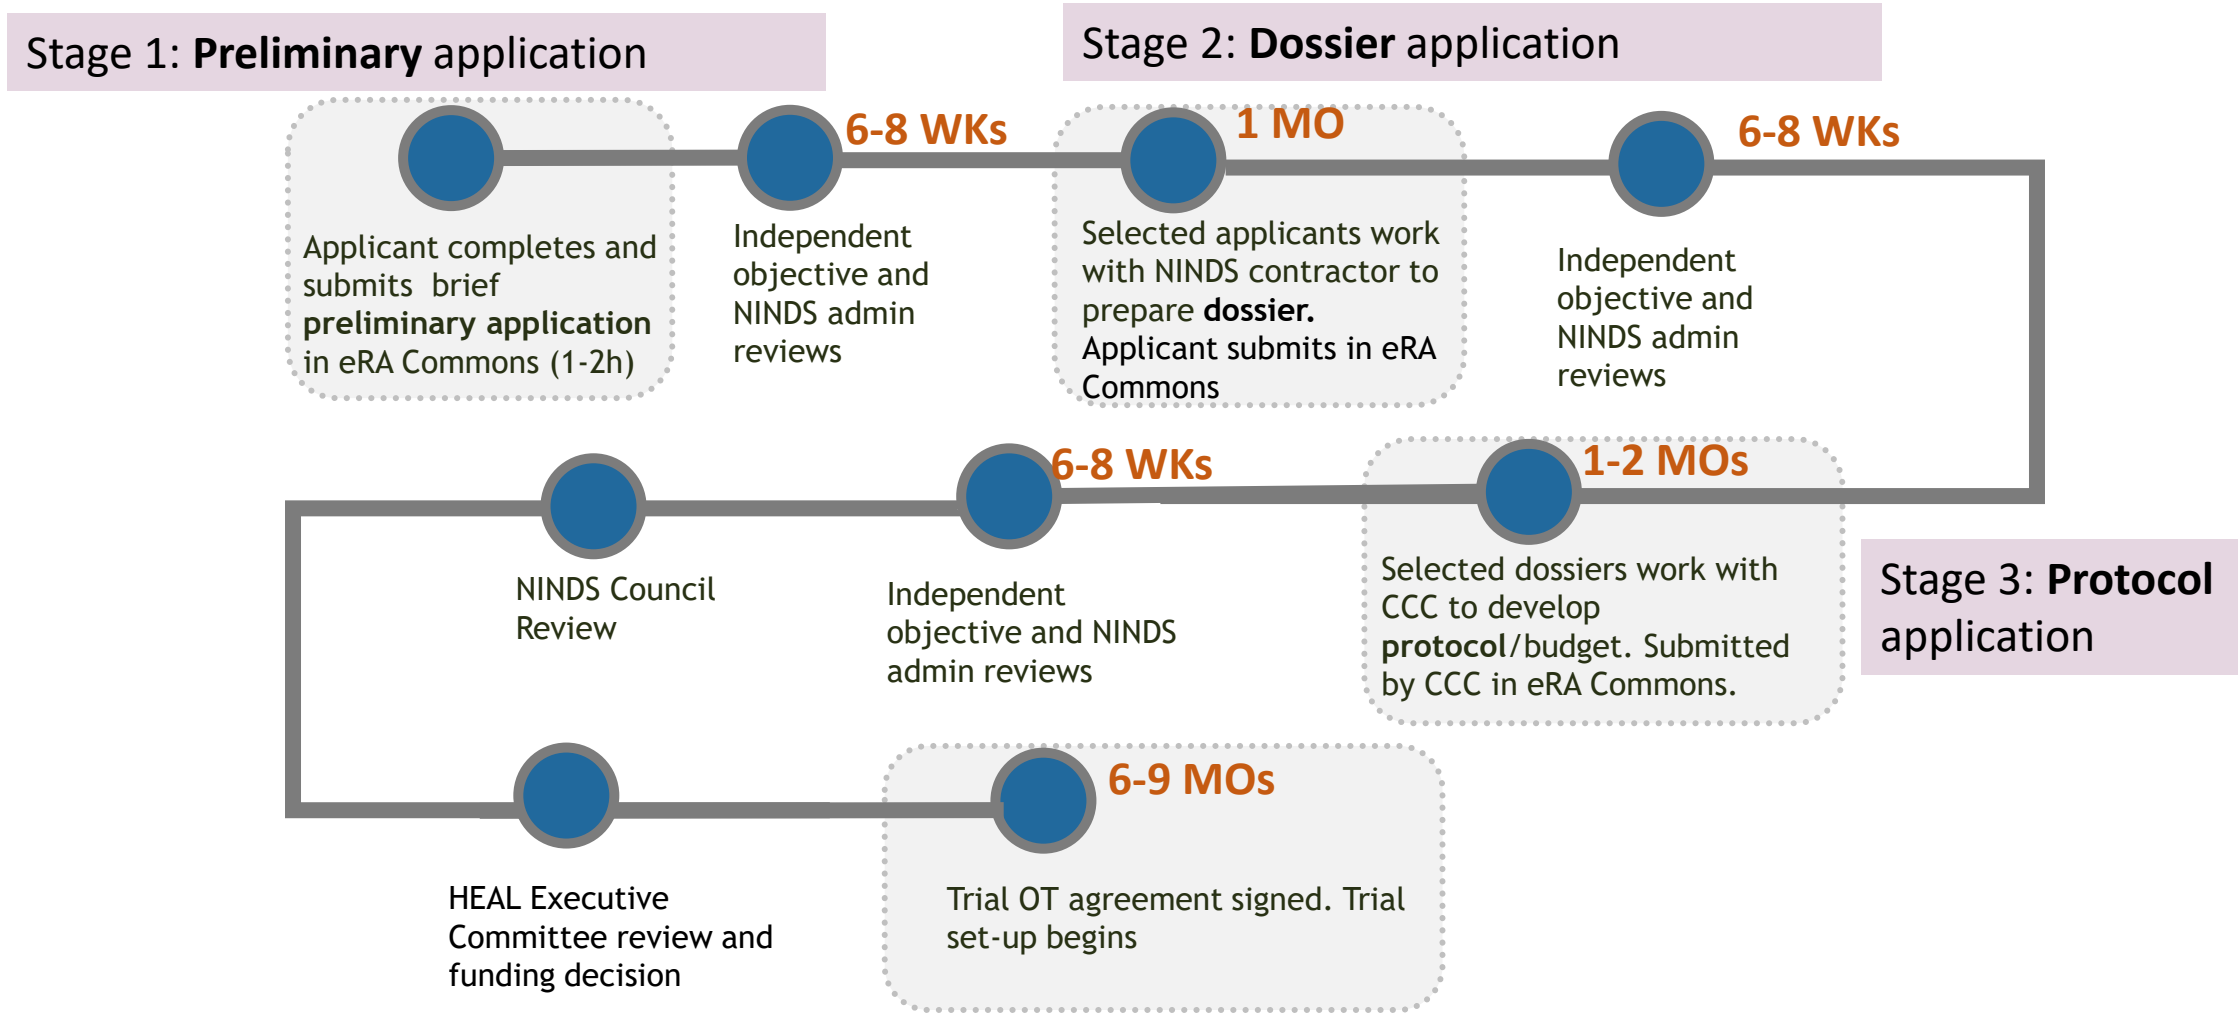 Stage 1: Preliminary application
Stage 2: Dossier application
6-8 WKs
1 MO
6-8 WKs
Applicant completes and
submits brief
preliminary application
in eRA Commons (1-2h)
Independent
objective and
NINDS admin
reviews
Selected applicants work
with NINDS contractor to
prepare dossier.
Applicant submits in eRA
Commons
Independent
objective and
NINDS admin
reviews
Stage 3: Protocol
application
1-2 MOs
Selected dossiers work with
CCC to develop
protocol/budget. Submitted
by CCC in eRA Commons.
6-8 WKs
Independent
objective and NINDS
admin reviews
NINDS Council
Review
HEAL Executive
Committee review and
funding decision
6-9 MOs
Trial OT agreement signed. Trial
set-up begins